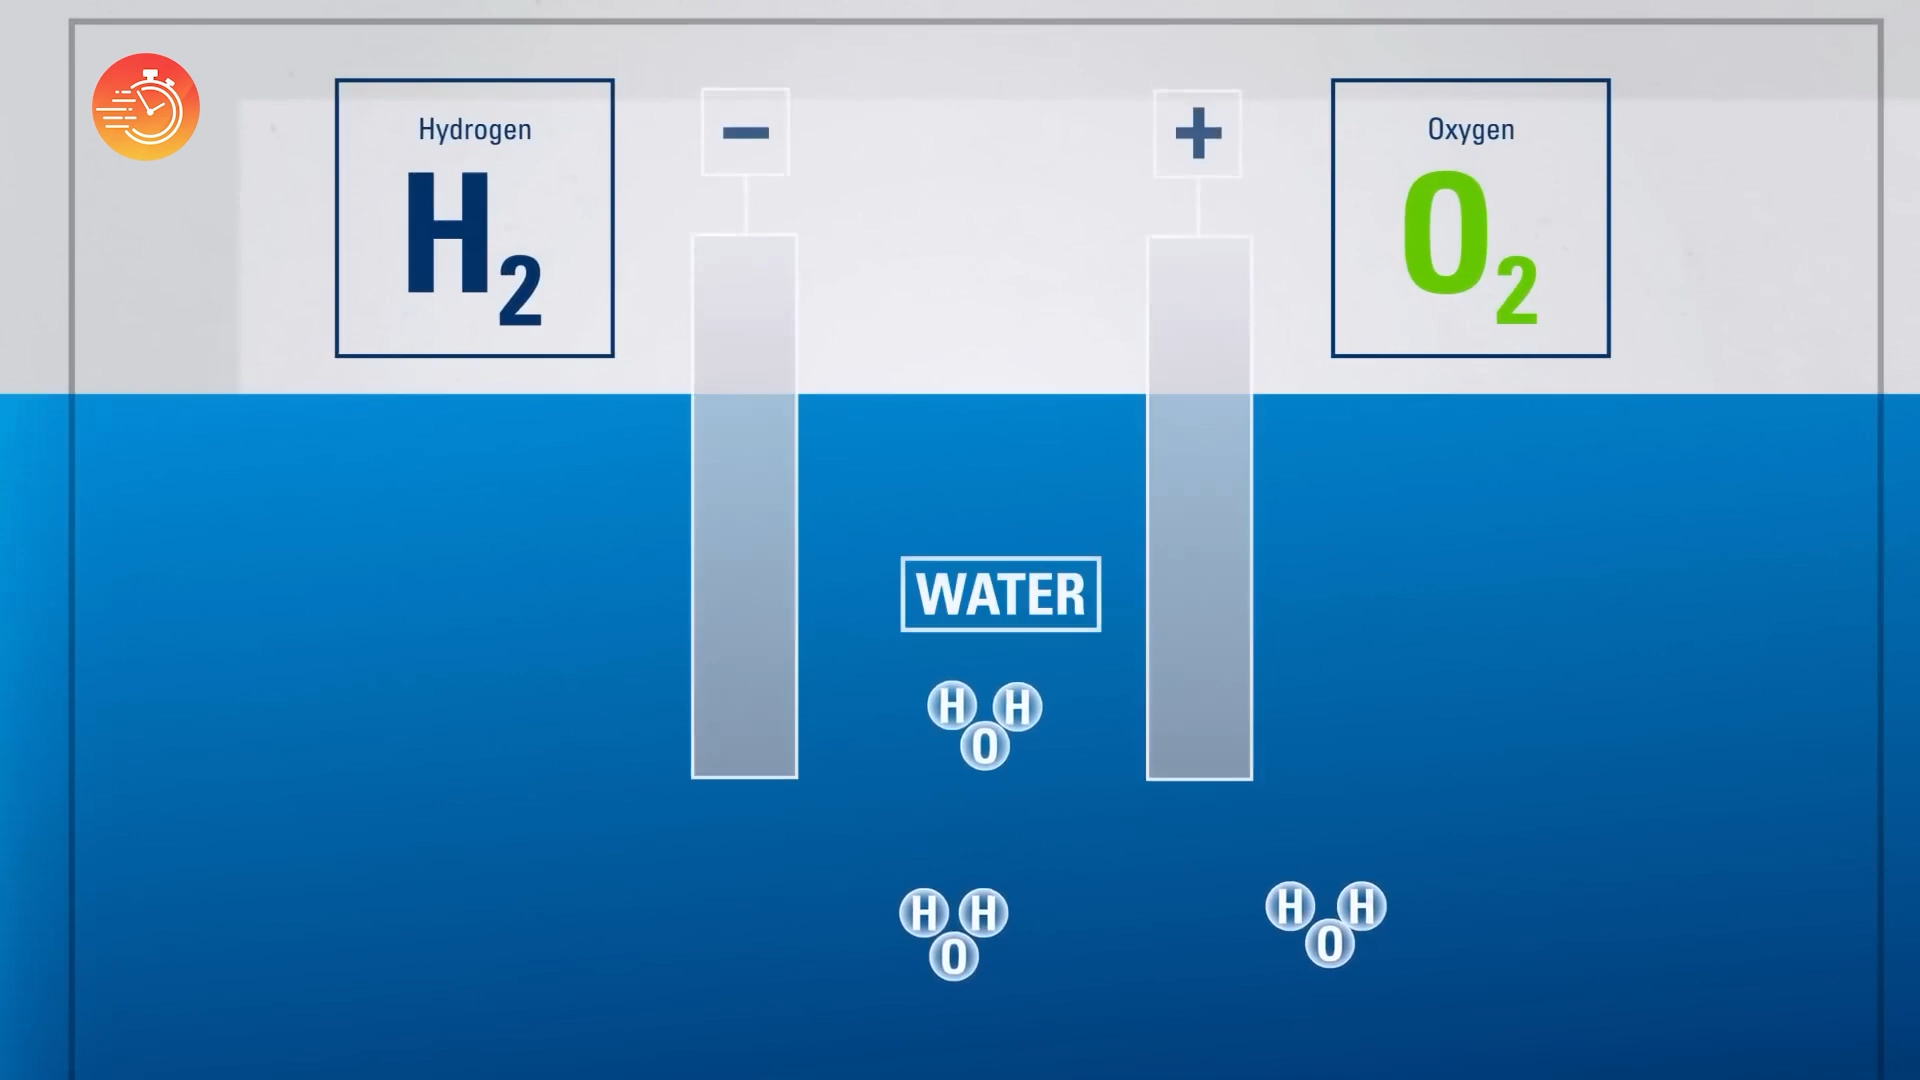 Hydrogen
H2
−
+
Oxygen
O2
WATER
H H
O
H H
O
H H
O